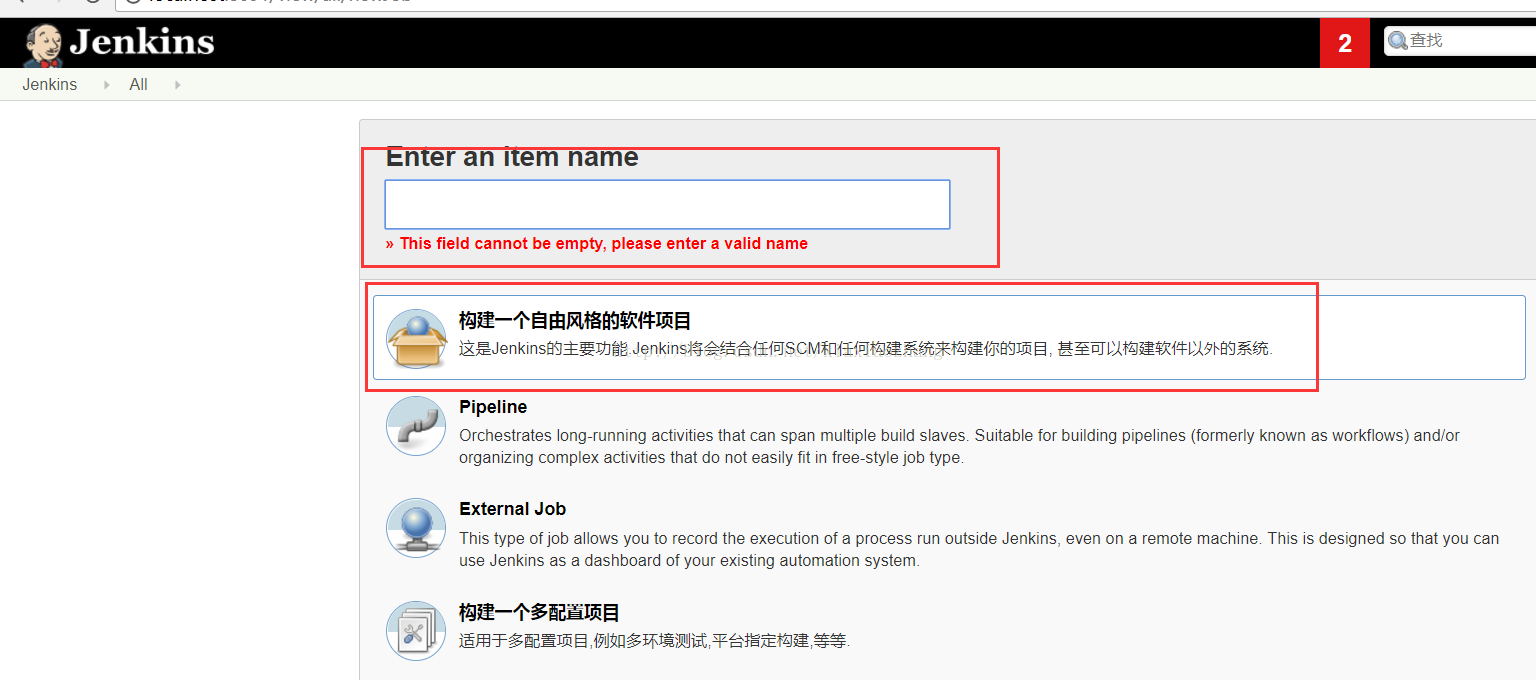 Jenkins
2
查找
Jenkins
All
Enter an item name
» This field cannot be empty, please enter a valid name
构建一个自由风格的软件项目
这是Jenkins的主要功能.Jenkins将会结合任何SCM和任何构建系统来构建你的项目, 甚至可以构建软件以外的系统.
Pipeline
Orchestrates long-running activities that can span multiple build slaves. Suitable for building pipelines (formerly known as workflows) and/or
organizing complex activities that do not easily fit in free-style job type.
External Job
This type of job allows you to record the execution of a process run outside Jenkins, even on a remote machine. This is designed so that you can
use Jenkins as a dashboard of your existing automation system.
构建一个多配置项目
适用于多配置项目,例如多环境测试,平台指定构建,等等.